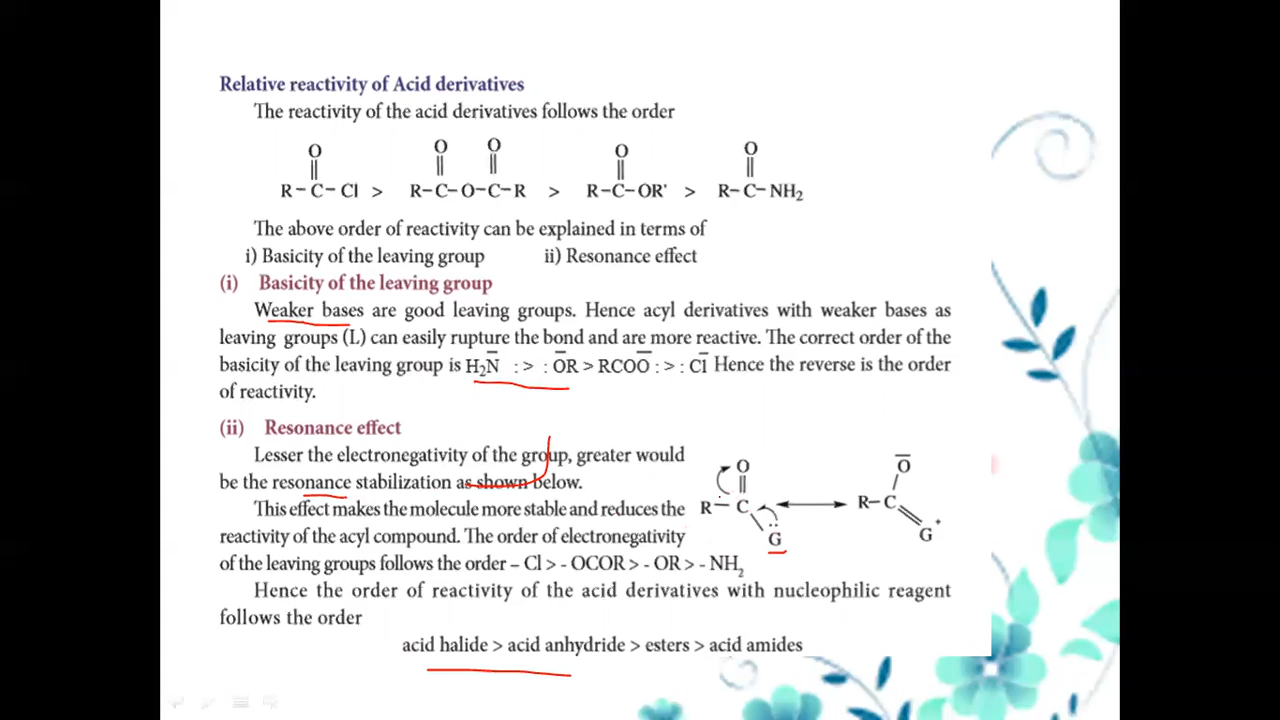 Relative reactivity of Acid derivatives
The reactivity of the acid derivatives follows the order
O O O O O
R – C – Cl > R–C–O–C–R > R–C–OR' > R–C–NH₂
The above order of reactivity can be explained in terms of
i) Basicity of the leaving group ii) Resonance effect
(i) Basicity of the leaving group
Weaker bases are good leaving groups. Hence acyl derivatives with weaker bases as
leaving groups (L) can easily rupture the bond and are more reactive. The correct order of the
basicity of the leaving group is H₂N̅ : > : O̅R > RCOO̅ : > : Cl̅ Hence the reverse is the order
of reactivity.
(ii) Resonance effect
Lesser the electronegativity of the group, greater would
be the resonance stabilization as shown below.
This effect makes the molecule more stable and reduces the
reactivity of the acyl compound. The order of electronegativity
of the leaving groups follows the order – Cl > - OCOR > - OR > - NH₂
O O̅
R – C R– C
G̈ G⁺
Hence the order of reactivity of the acid derivatives with nucleophilic reagent
follows the order
acid halide > acid anhydride > esters > acid amides